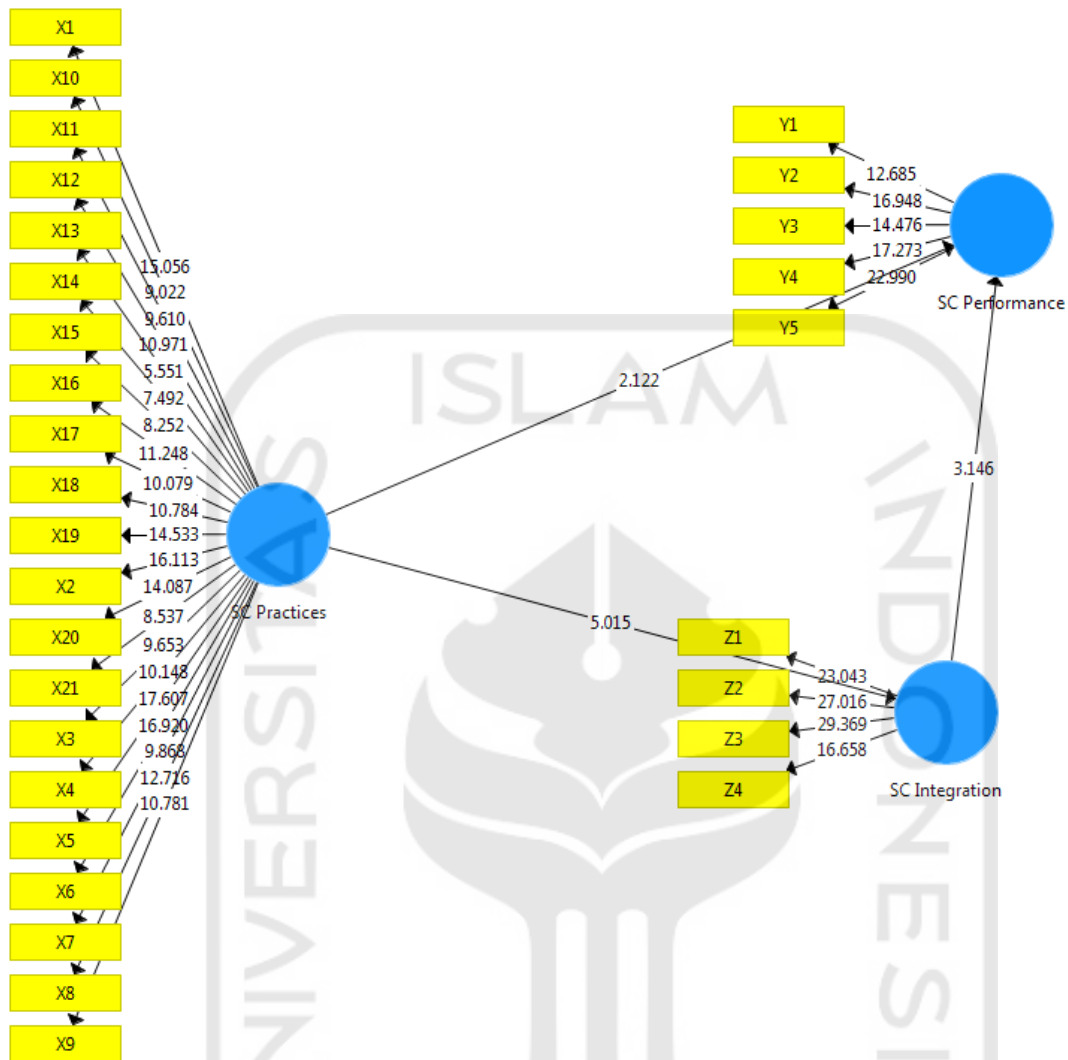 X1
X10
X11
X12
X13
X14
X15
X16
X17
X18
X19
X2
X20
X21
X3
X4
X5
X6
X7
X8
X9
15.056
9.022
9.610
10.971
5.551
7.492
8.252
11.248
10.079
10.784
14.533
16.113
14.087
8.537
9.653
10.148
17.607
16.920
9.868
12.716
10.781
SC Practices
2.122
5.015
Y1
Y2
Y3
Y4
Y5
12.685
16.948
14.476
17.273
22.990
SC Performance
3.146
Z1
Z2
Z3
Z4
23.043
27.016
29.369
16.658
SC Integration
UNIVERSITAS
ISLAM
INDONESI